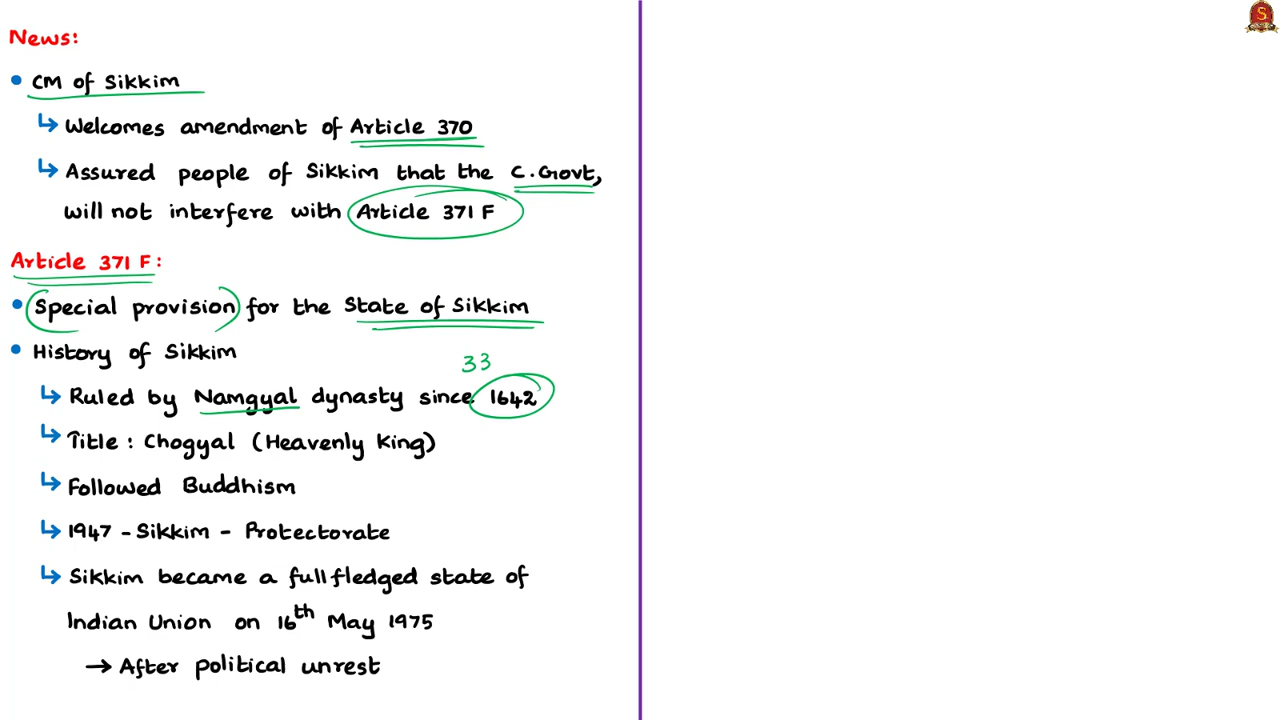 News:
• CM of Sikkim
↳ Welcomes amendment of Article 370
↳ Assured people of Sikkim that the C.Govt,
will not interfere with Article 371 F
Article 371 F:
• Special provision for the State of Sikkim
• History of Sikkim
33
↳ Ruled by Namgyal dynasty since 1642
↳ Title : Chogyal (Heavenly King)
↳ Followed Buddhism
↳ 1947 - Sikkim - Protectorate
↳ Sikkim became a full fledged state of
Indian Union on 16th May 1975
→ After political unrest
S